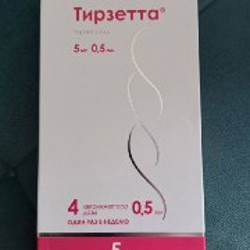 Тирзетта®
5 мг 0,5 мл
4
0,5 мл
ОДИН РАЗ В НЕДЕЛЮ
5